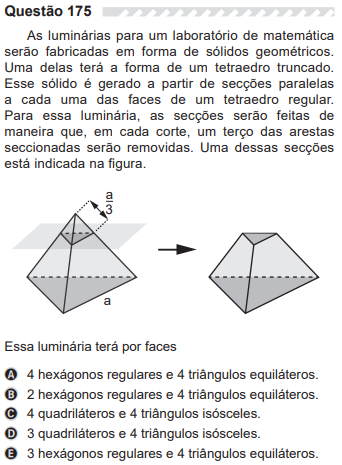 Questão 175
As luminárias para um laboratório de matemática
serão fabricadas em forma de sólidos geométricos.
Uma delas terá a forma de um tetraedro truncado.
Esse sólido é gerado a partir de secções paralelas
a cada uma das faces de um tetraedro regular.
Para essa luminária, as secções serão feitas de
maneira que, em cada corte, um terço das arestas
seccionadas serão removidas. Uma dessas secções
está indicada na figura.
a
3
a
Essa luminária terá por faces
A 4 hexágonos regulares e 4 triângulos equiláteros.
B 2 hexágonos regulares e 4 triângulos equiláteros.
C 4 quadriláteros e 4 triângulos isósceles.
D 3 quadriláteros e 4 triângulos isósceles.
E 3 hexágonos regulares e 4 triângulos equiláteros.